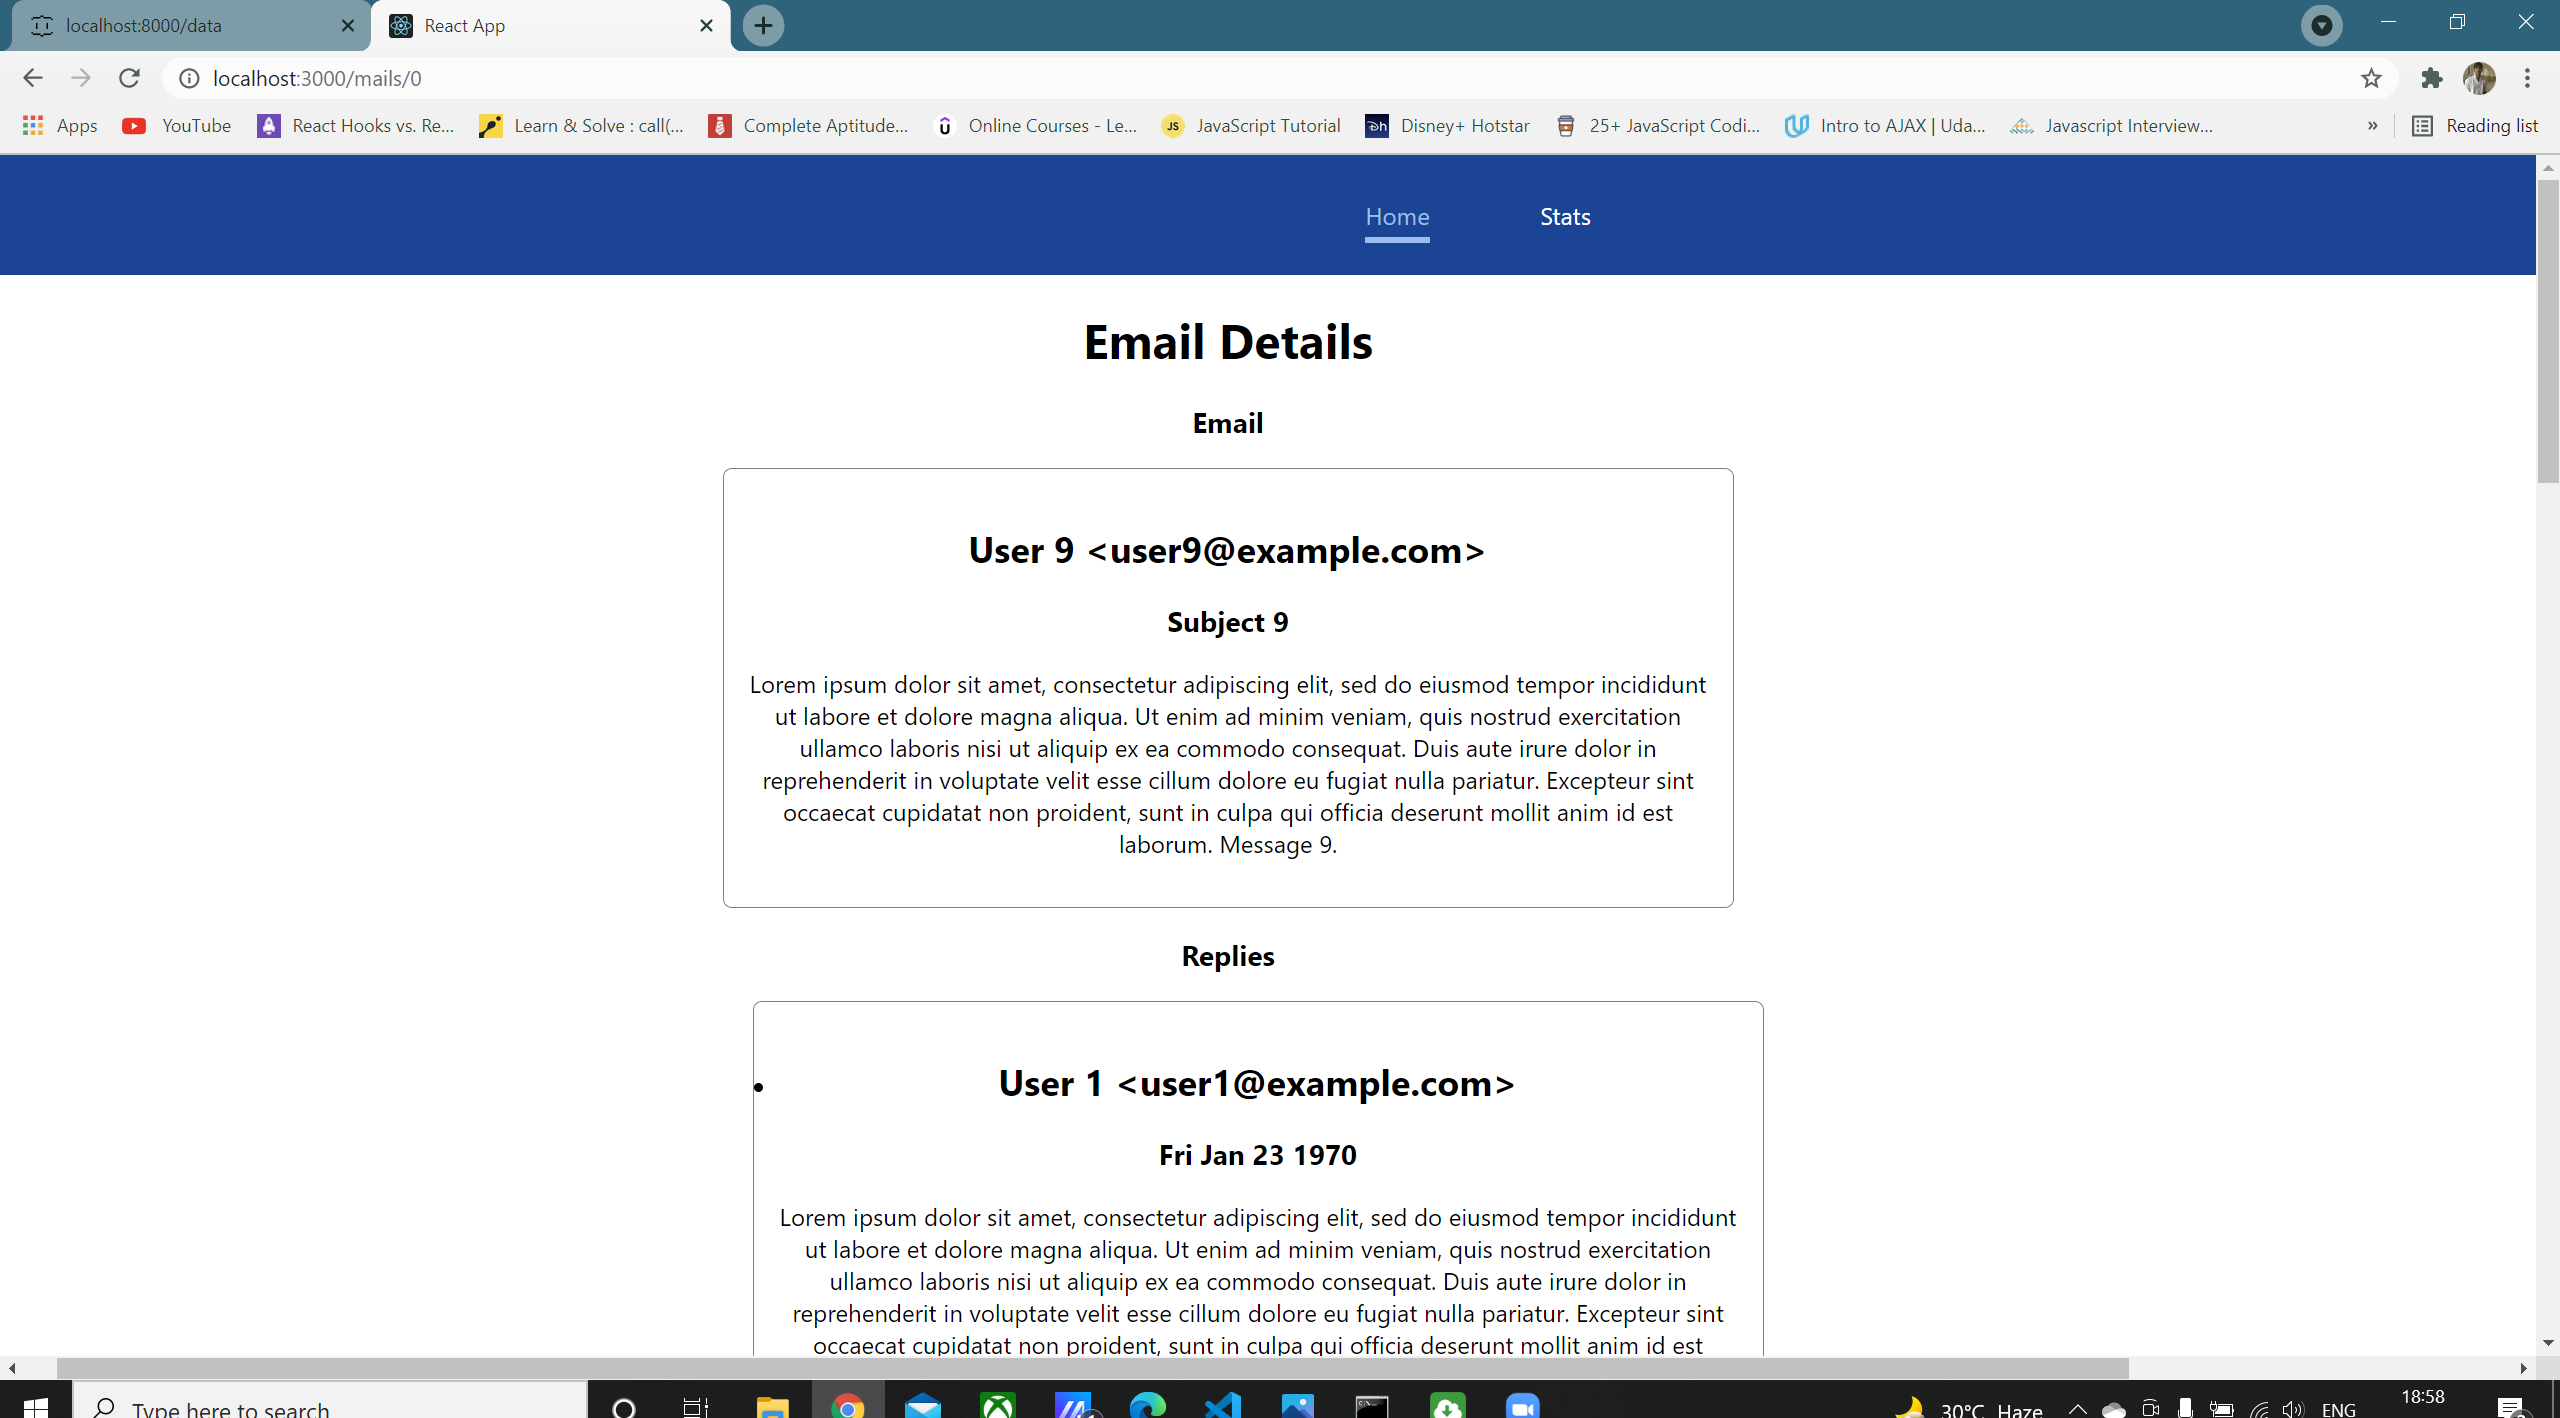 localhost:8000/data
React App
localhost:3000/mails/0
Apps
YouTube
React Hooks vs. Re...
Learn & Solve : call(...
Complete Aptitude...
Online Courses - Le...
JS JavaScript Tutorial
Disney+ Hotstar
25+ JavaScript Codi...
Intro to AJAX | Uda...
Javascript Interview...
»
Reading list
Home
Stats
Email Details
Email
User 9 <user9@example.com>
Subject 9
Lorem ipsum dolor sit amet, consectetur adipiscing elit, sed do eiusmod tempor incididunt
ut labore et dolore magna aliqua. Ut enim ad minim veniam, quis nostrud exercitation
ullamco laboris nisi ut aliquip ex ea commodo consequat. Duis aute irure dolor in
reprehenderit in voluptate velit esse cillum dolore eu fugiat nulla pariatur. Excepteur sint
occaecat cupidatat non proident, sunt in culpa qui officia deserunt mollit anim id est
laborum. Message 9.
Replies
User 1 <user1@example.com>
Fri Jan 23 1970
Lorem ipsum dolor sit amet, consectetur adipiscing elit, sed do eiusmod tempor incididunt
ut labore et dolore magna aliqua. Ut enim ad minim veniam, quis nostrud exercitation
ullamco laboris nisi ut aliquip ex ea commodo consequat. Duis aute irure dolor in
reprehenderit in voluptate velit esse cillum dolore eu fugiat nulla pariatur. Excepteur sint
occaecat cupidatat non proident, sunt in culpa qui officia deserunt mollit anim id est
Type here to search
30°C Haze
ENG
18:58